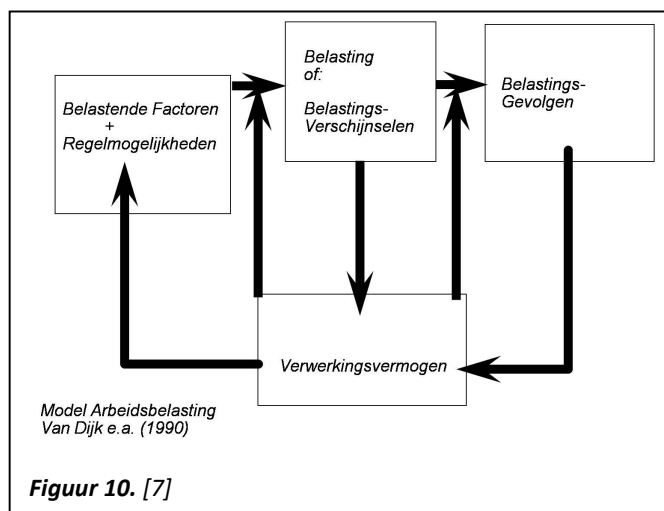 Belastende Factoren
+
Regelmogelijkheden
Belasting
of:
Belastings-
Verschijnselen
Belastings-
Gevolgen
Verwerkingsvermogen
Model Arbeidsbelasting
Van Dijk e.a. (1990)
Figuur 10. [7]